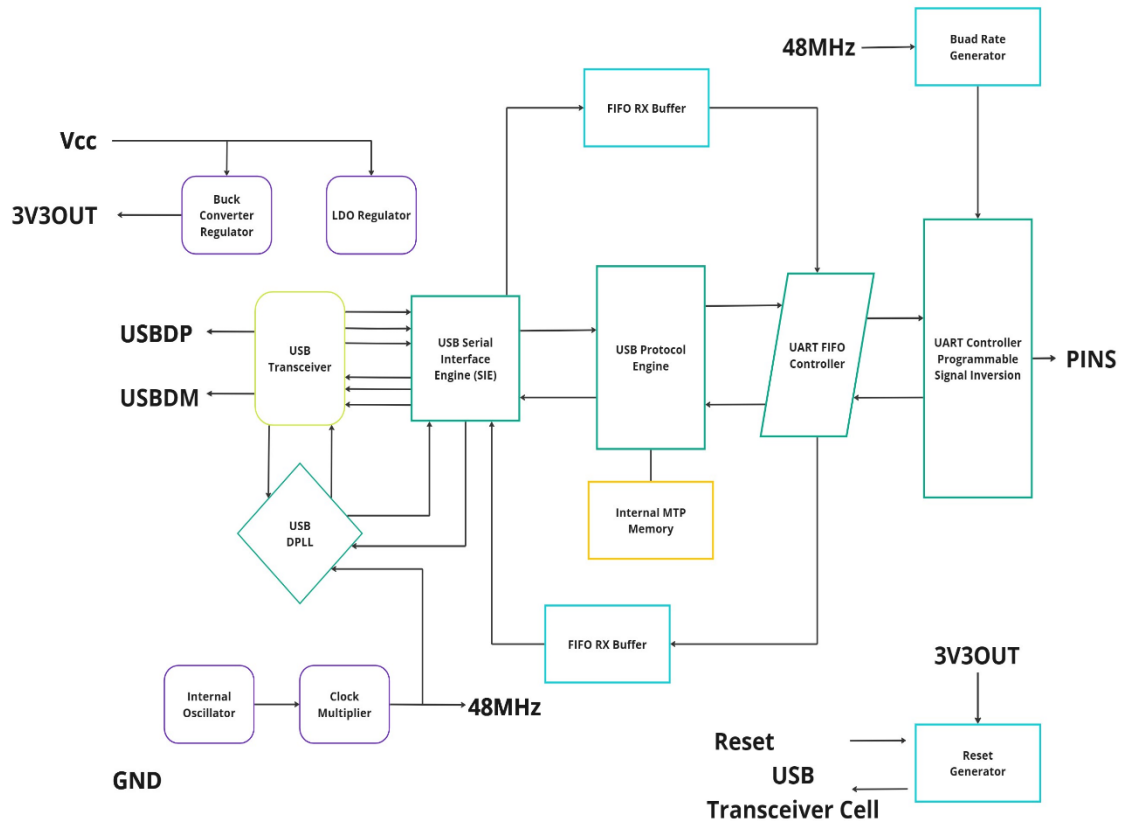 48MHz
Buad Rate
Generator
FIFO RX Buffer
Vcc
Buck
Converter
Regulator
LDO Regulator
3V3OUT
USBDP
USBDM
USB
Transceiver
USB Serial
Interface
Engine (SIE)
USB Protocol
Engine
UART FIFO
Controller
UART Controller
Programmable
Signal Inversion
PINS
USB
DPLL
Internal MTP
Memory
FIFO RX Buffer
Internal
Oscillator
Clock
Multiplier
48MHz
GND
3V3OUT
Reset
USB
Transceiver Cell
Reset
Generator